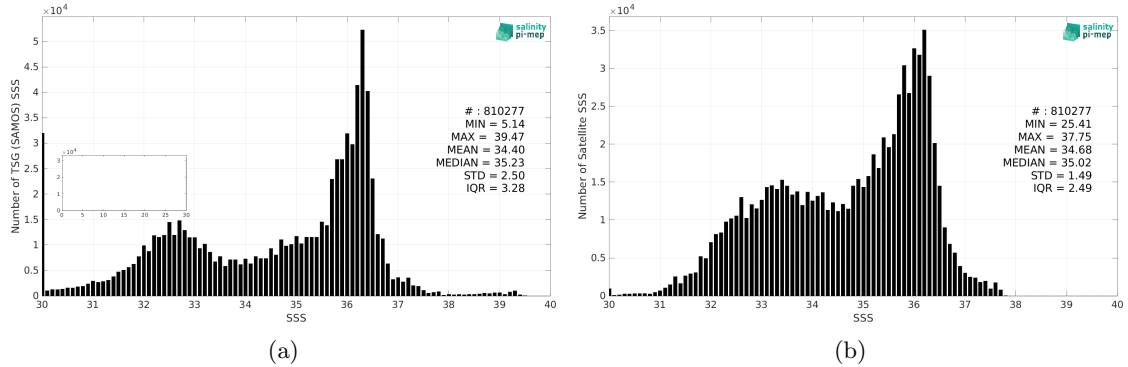 ×10⁴
5
4.5
4
3.5
3
2.5
2
1.5
1
0.5
0
Number of TSG (SAMOS) SSS
30 31 32 33 34 35 36 37 38 39 40
SSS
×10⁴
3
2
1
0
0 5 10 15 20 25 30
salinity
pi-mep
# : 810277
MIN = 5.14
MAX = 39.47
MEAN = 34.40
MEDIAN = 35.23
STD = 2.50
IQR = 3.28
(a)
×10⁴
3.5
3
2.5
2
1.5
1
0.5
0
Number of Satellite SSS
30 31 32 33 34 35 36 37 38 39 40
SSS
salinity
pi-mep
# : 810277
MIN = 25.41
MAX = 37.75
MEAN = 34.68
MEDIAN = 35.02
STD = 1.49
IQR = 2.49
(b)